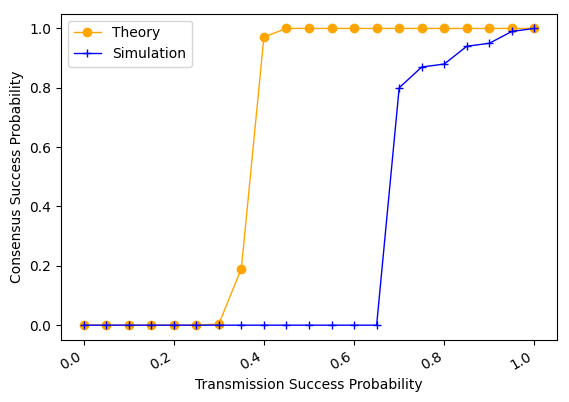 Theory
Simulation
Consensus Success Probability
1.0
0.8
0.6
0.4
0.2
0.0
0.0 0.2 0.4 0.6 0.8 1.0
Transmission Success Probability